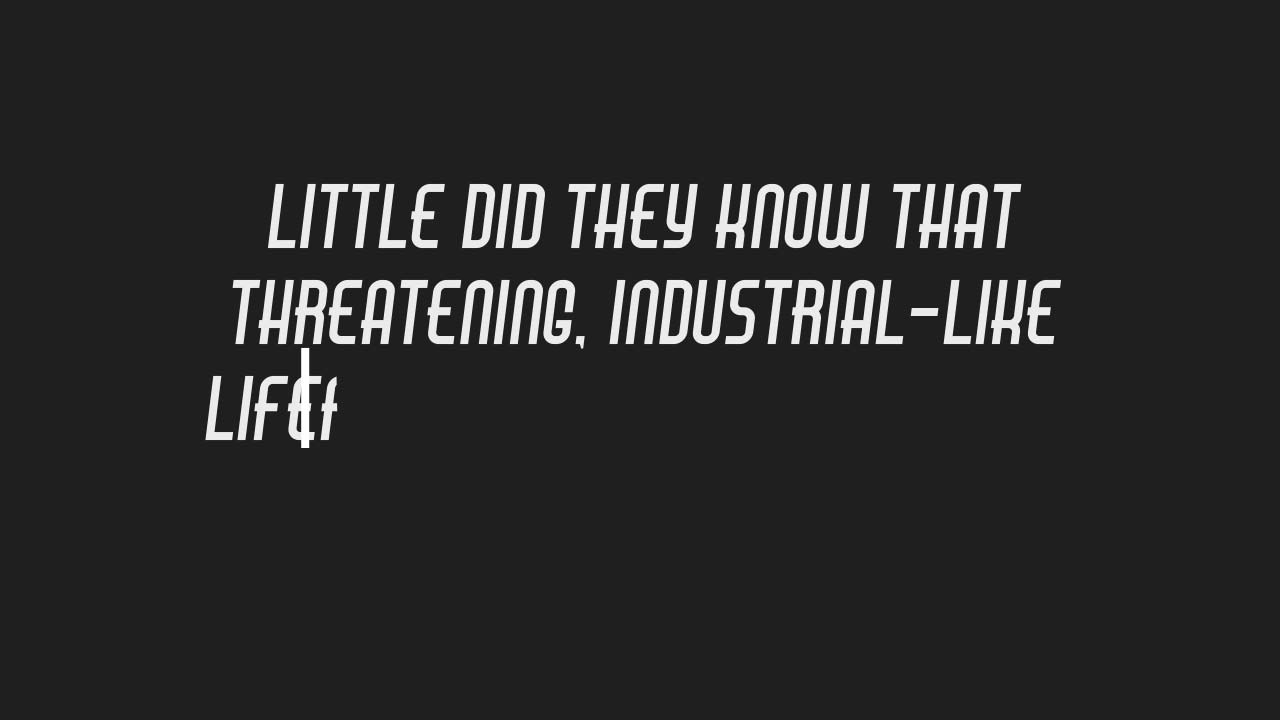 LITTLE DID THEY KNOW THAT
THREATENING, INDUSTRIAL-LIKE